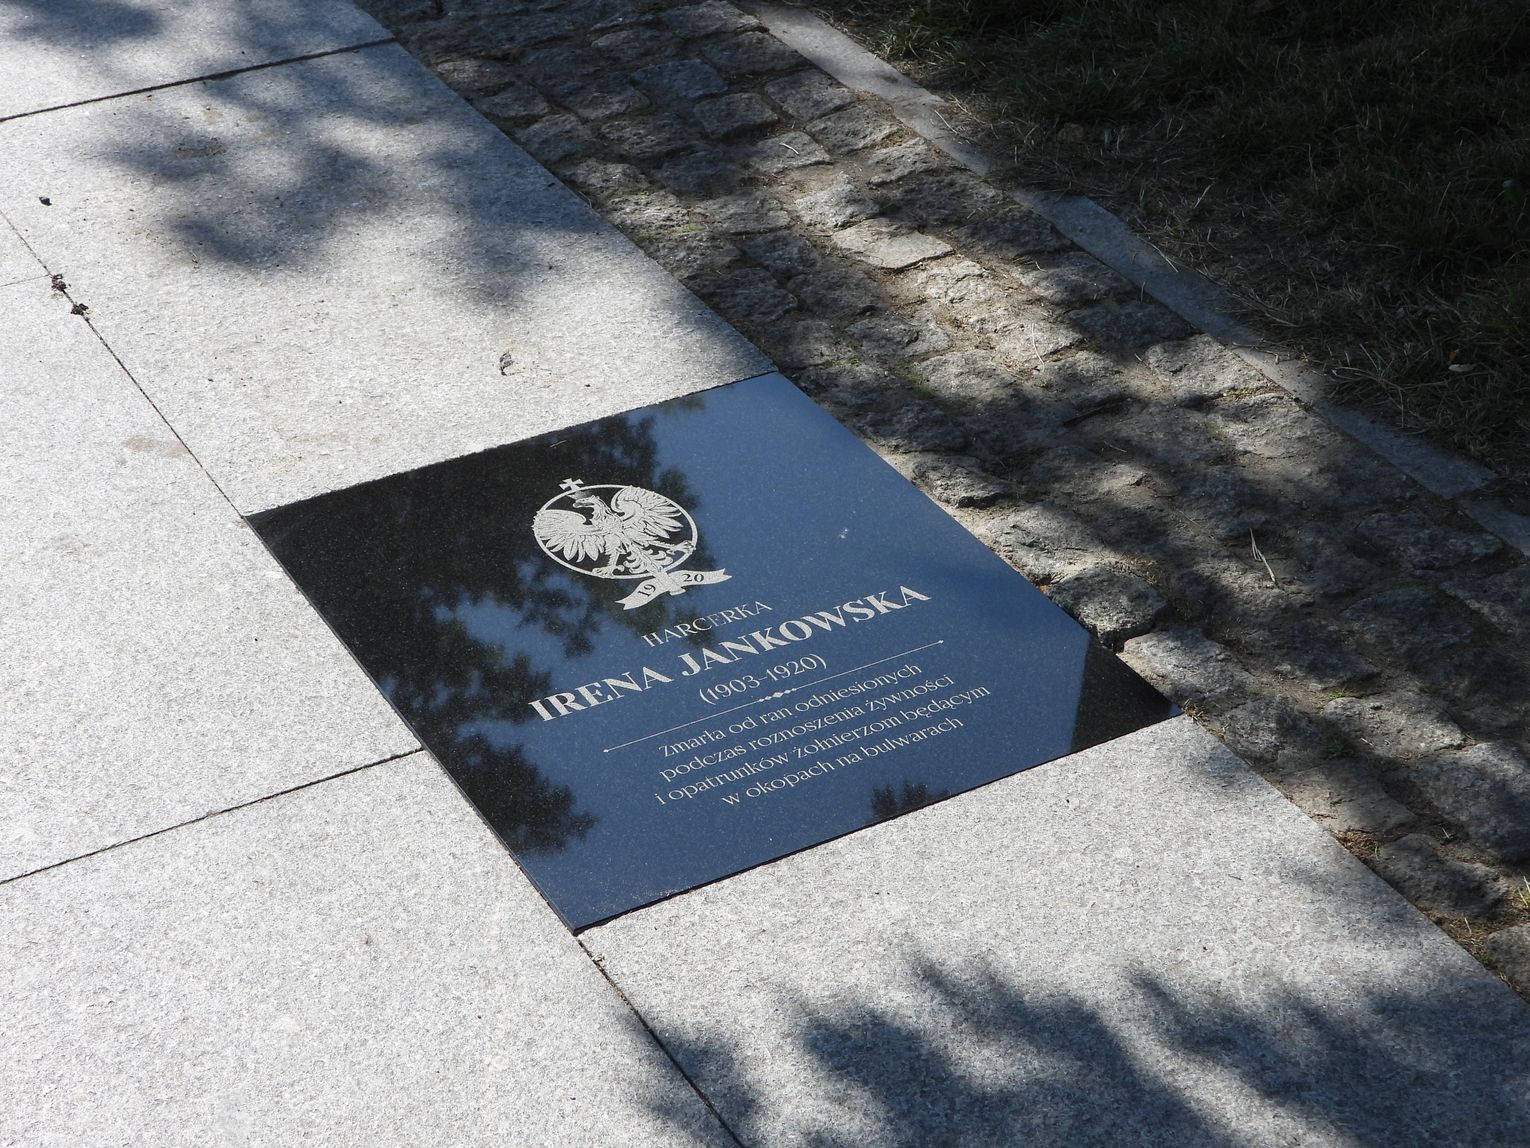 1920
HARCERKA
IRENA JANKOWSKA
(1903–1920)
Zmarła od ran odniesionych
podczas roznoszenia żywności
i opatrunków żołnierzom będącym
w okopach na bulwarach